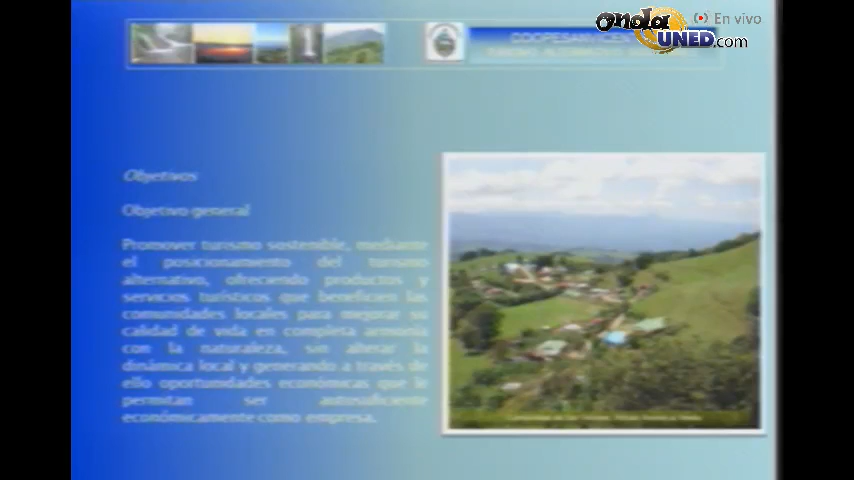 Onda UNED.com
En vivo
Objetivos
Objetivo general
Promover turismo sostenible, mediante
el posicionamiento del turismo
alternativo, ofreciendo productos y
servicios turísticos que beneficien las
comunidades locales para mejorar su
calidad de vida en completa armonía
con la naturaleza, sin alterar la
dinámica local y generando a través de
ello oportunidades económicas que le
permitan ser autosuficiente
económicamente como empresa.